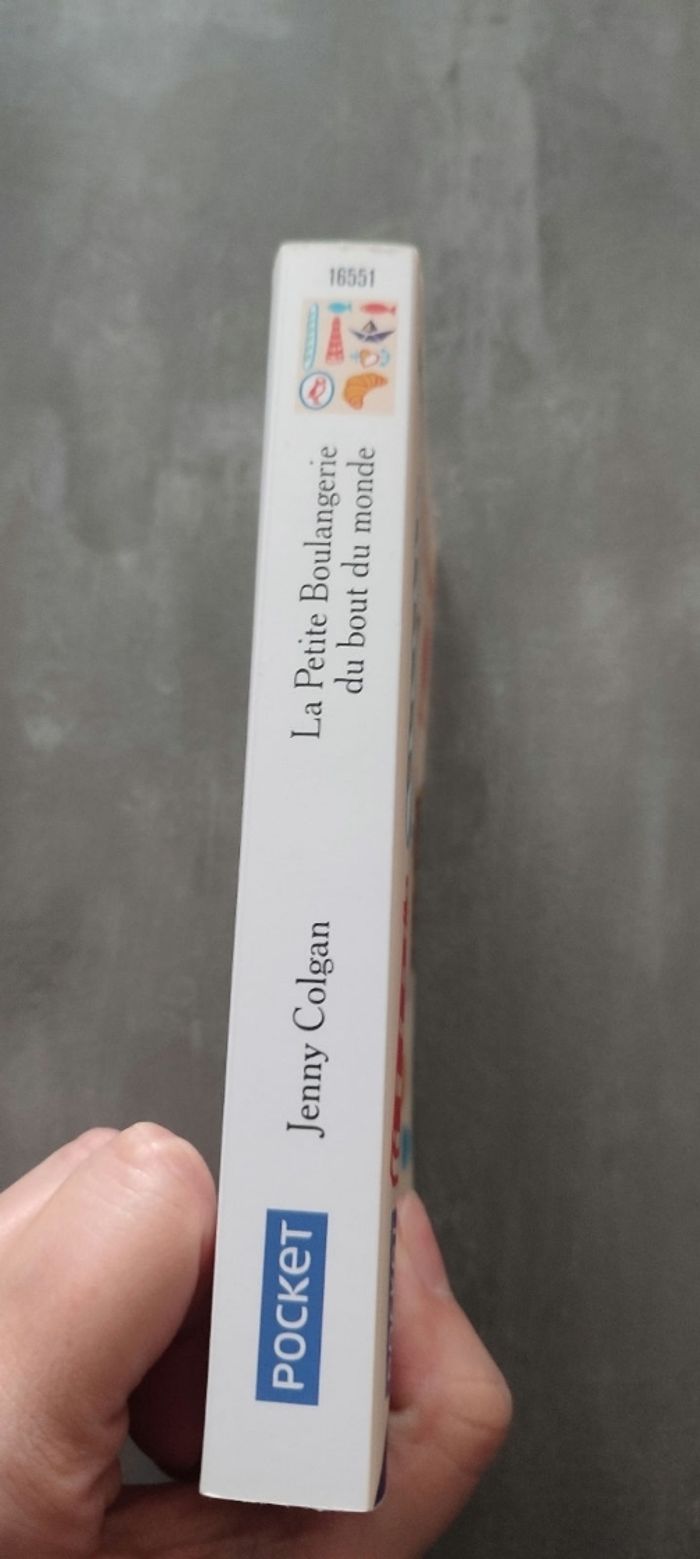 16551
La Petite Boulangerie
du bout du monde
Jenny Colgan
POCKET